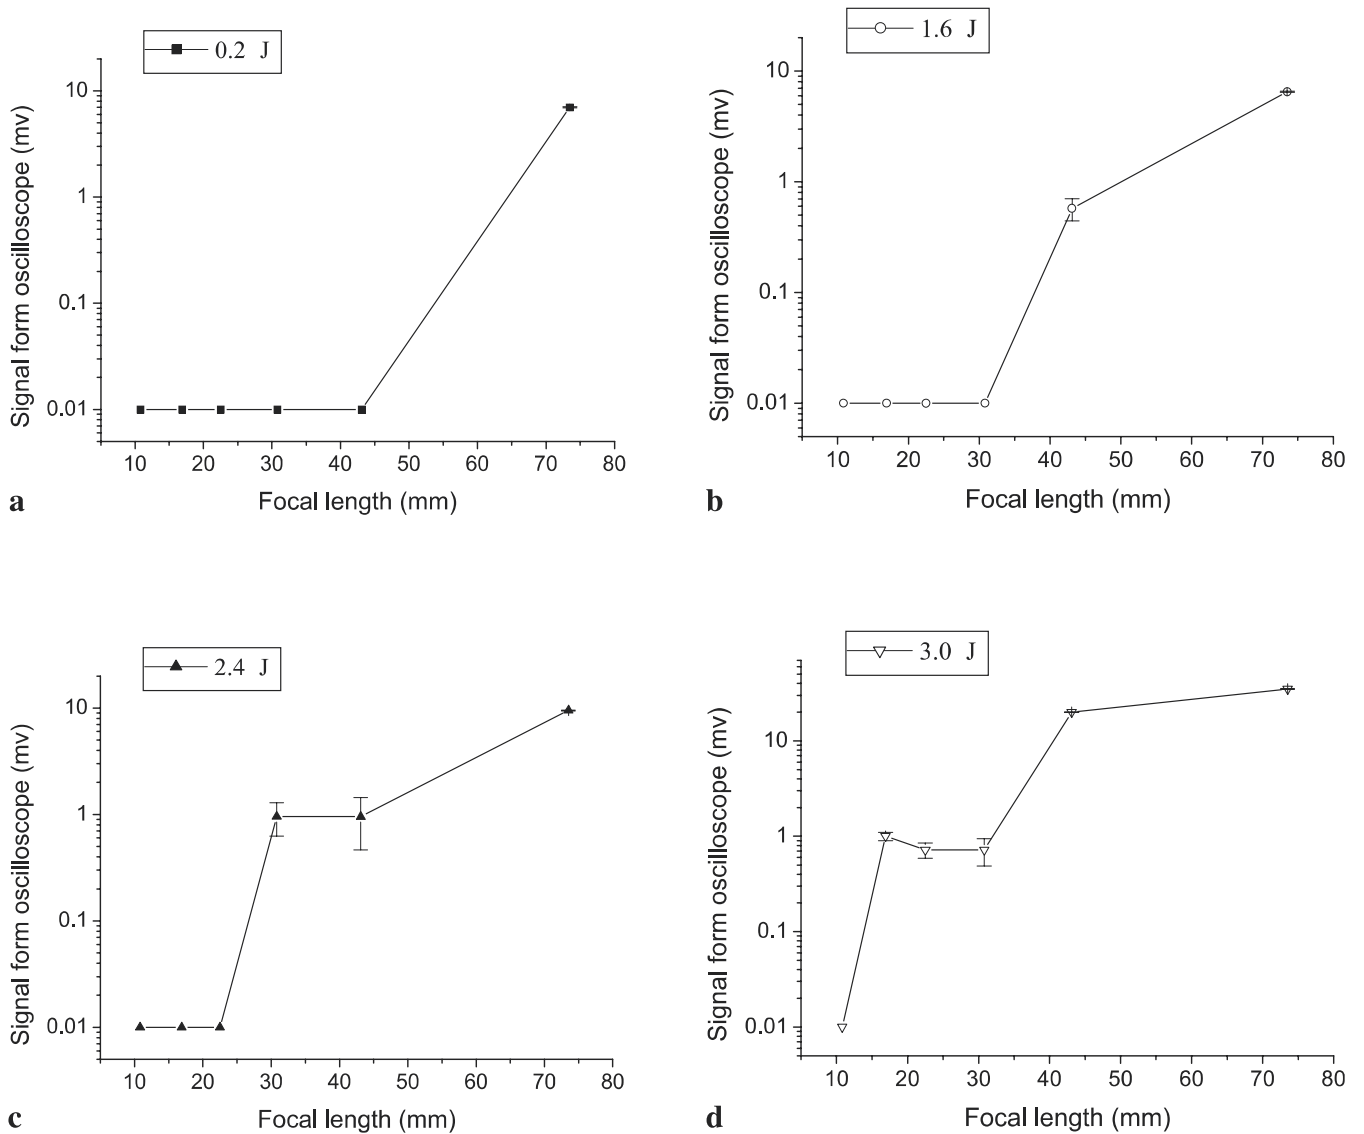 0.2 J
10
1
0.1
0.01
Signal form oscilloscope (mv)
10 20 30 40 50 60 70 80
Focal length (mm)
a
1.6 J
10
1
0.1
0.01
Signal form oscilloscope (mv)
10 20 30 40 50 60 70 80
Focal length (mm)
b
2.4 J
10
1
0.1
0.01
Signal form oscilloscope (mv)
10 20 30 40 50 60 70 80
Focal length (mm)
c
3.0 J
10
1
0.1
0.01
Signal form oscilloscope (mv)
10 20 30 40 50 60 70 80
Focal length (mm)
d